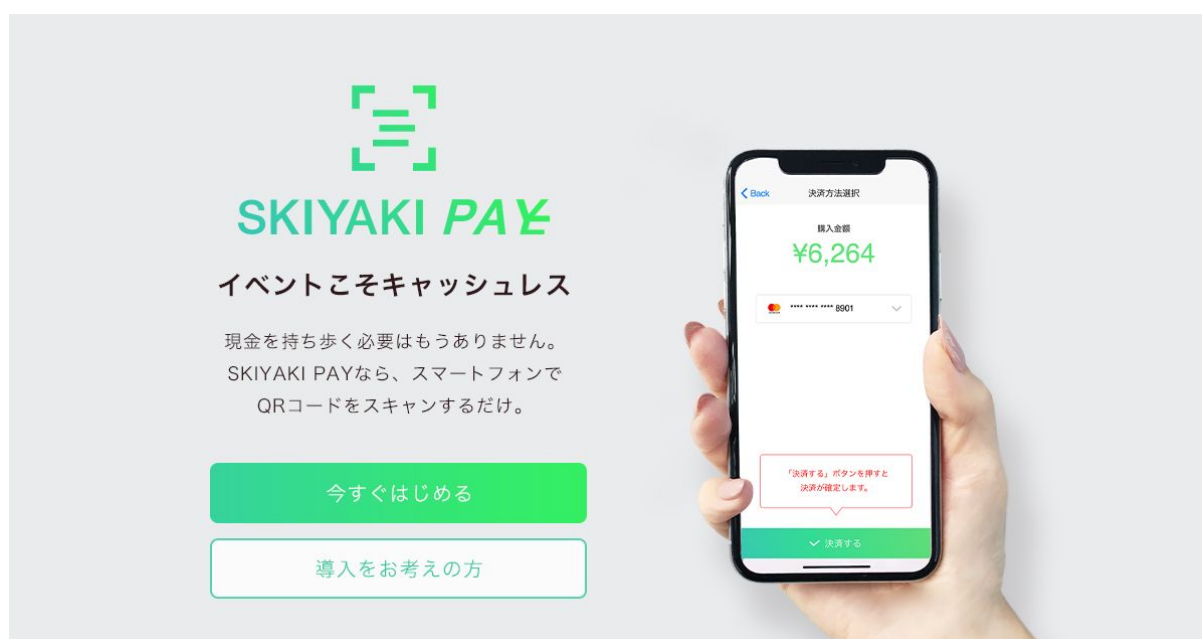 SKIYAKI PAY
イベントこそキャッシュレス
現金を持ち歩く必要はもうありません。
SKIYAKI PAYなら、スマートフォンで
QRコードをスキャンするだけ。
今すぐはじめる
導入をお考えの方
Back 決済方法選択
購入金額
¥6,264
**** **** **** 8901
「決済する」ボタンを押すと
決済が確定します。
決済する